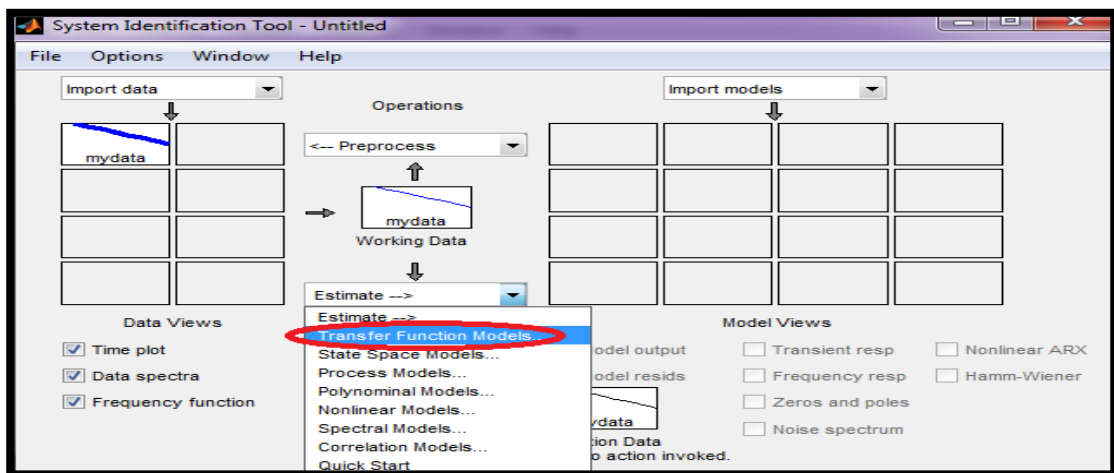 System Identification Tool - Untitled
File Options Window Help
Import data
Import models
Operations
mydata
<-- Preprocess
mydata
Working Data
Estimate -->
Estimate -->
Transfer Function Models...
State Space Models...
Process Models...
Polynominal Models...
Nonlinear Models...
Spectral Models...
Correlation Models...
Quick Start
Data Views
Time plot
Data spectra
Frequency function
Model Views
odel output
Transient resp
Nonlinear ARX
odel resids
Frequency resp
Hamm-Wiener
Zeros and poles
ydata
Noise spectrum
ion Data
o action invoked.